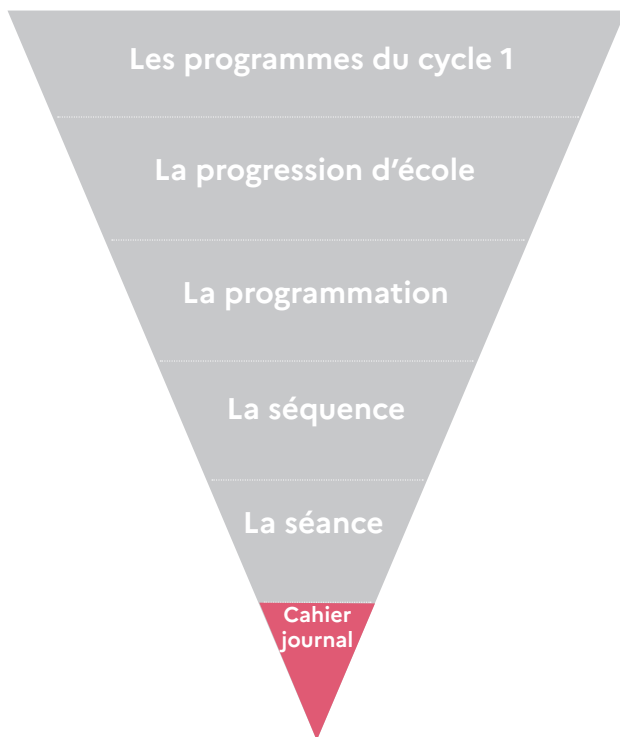 Les programmes du cycle 1
La progression d'école
La programmation
La séquence
La séance
Cahier
journal